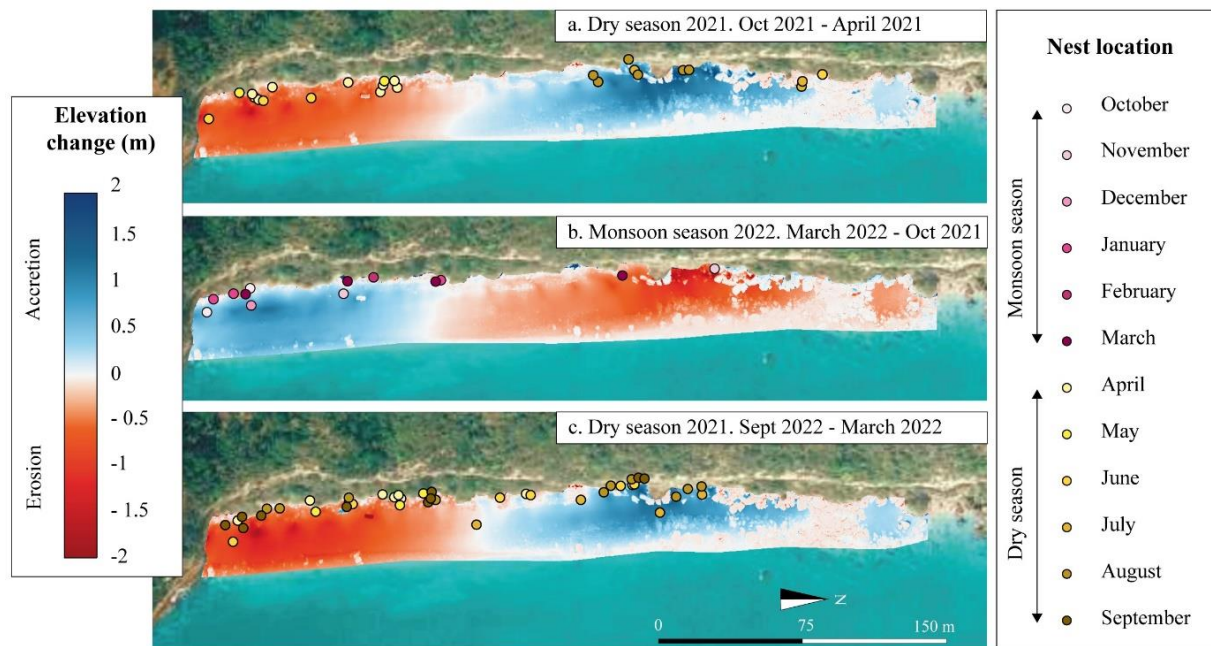 a. Dry season 2021. Oct 2021 - April 2021
b. Monsoon season 2022. March 2022 - Oct 2021
c. Dry season 2021. Sept 2022 - March 2022
Elevation
change (m)
Accretion
Erosion
2
1.5
1
0.5
0
- 0.5
-1
-1.5
-2
N
0
75
150 m
Nest location
Monsoon season
October
November
December
January
February
March
Dry season
April
May
June
July
August
September